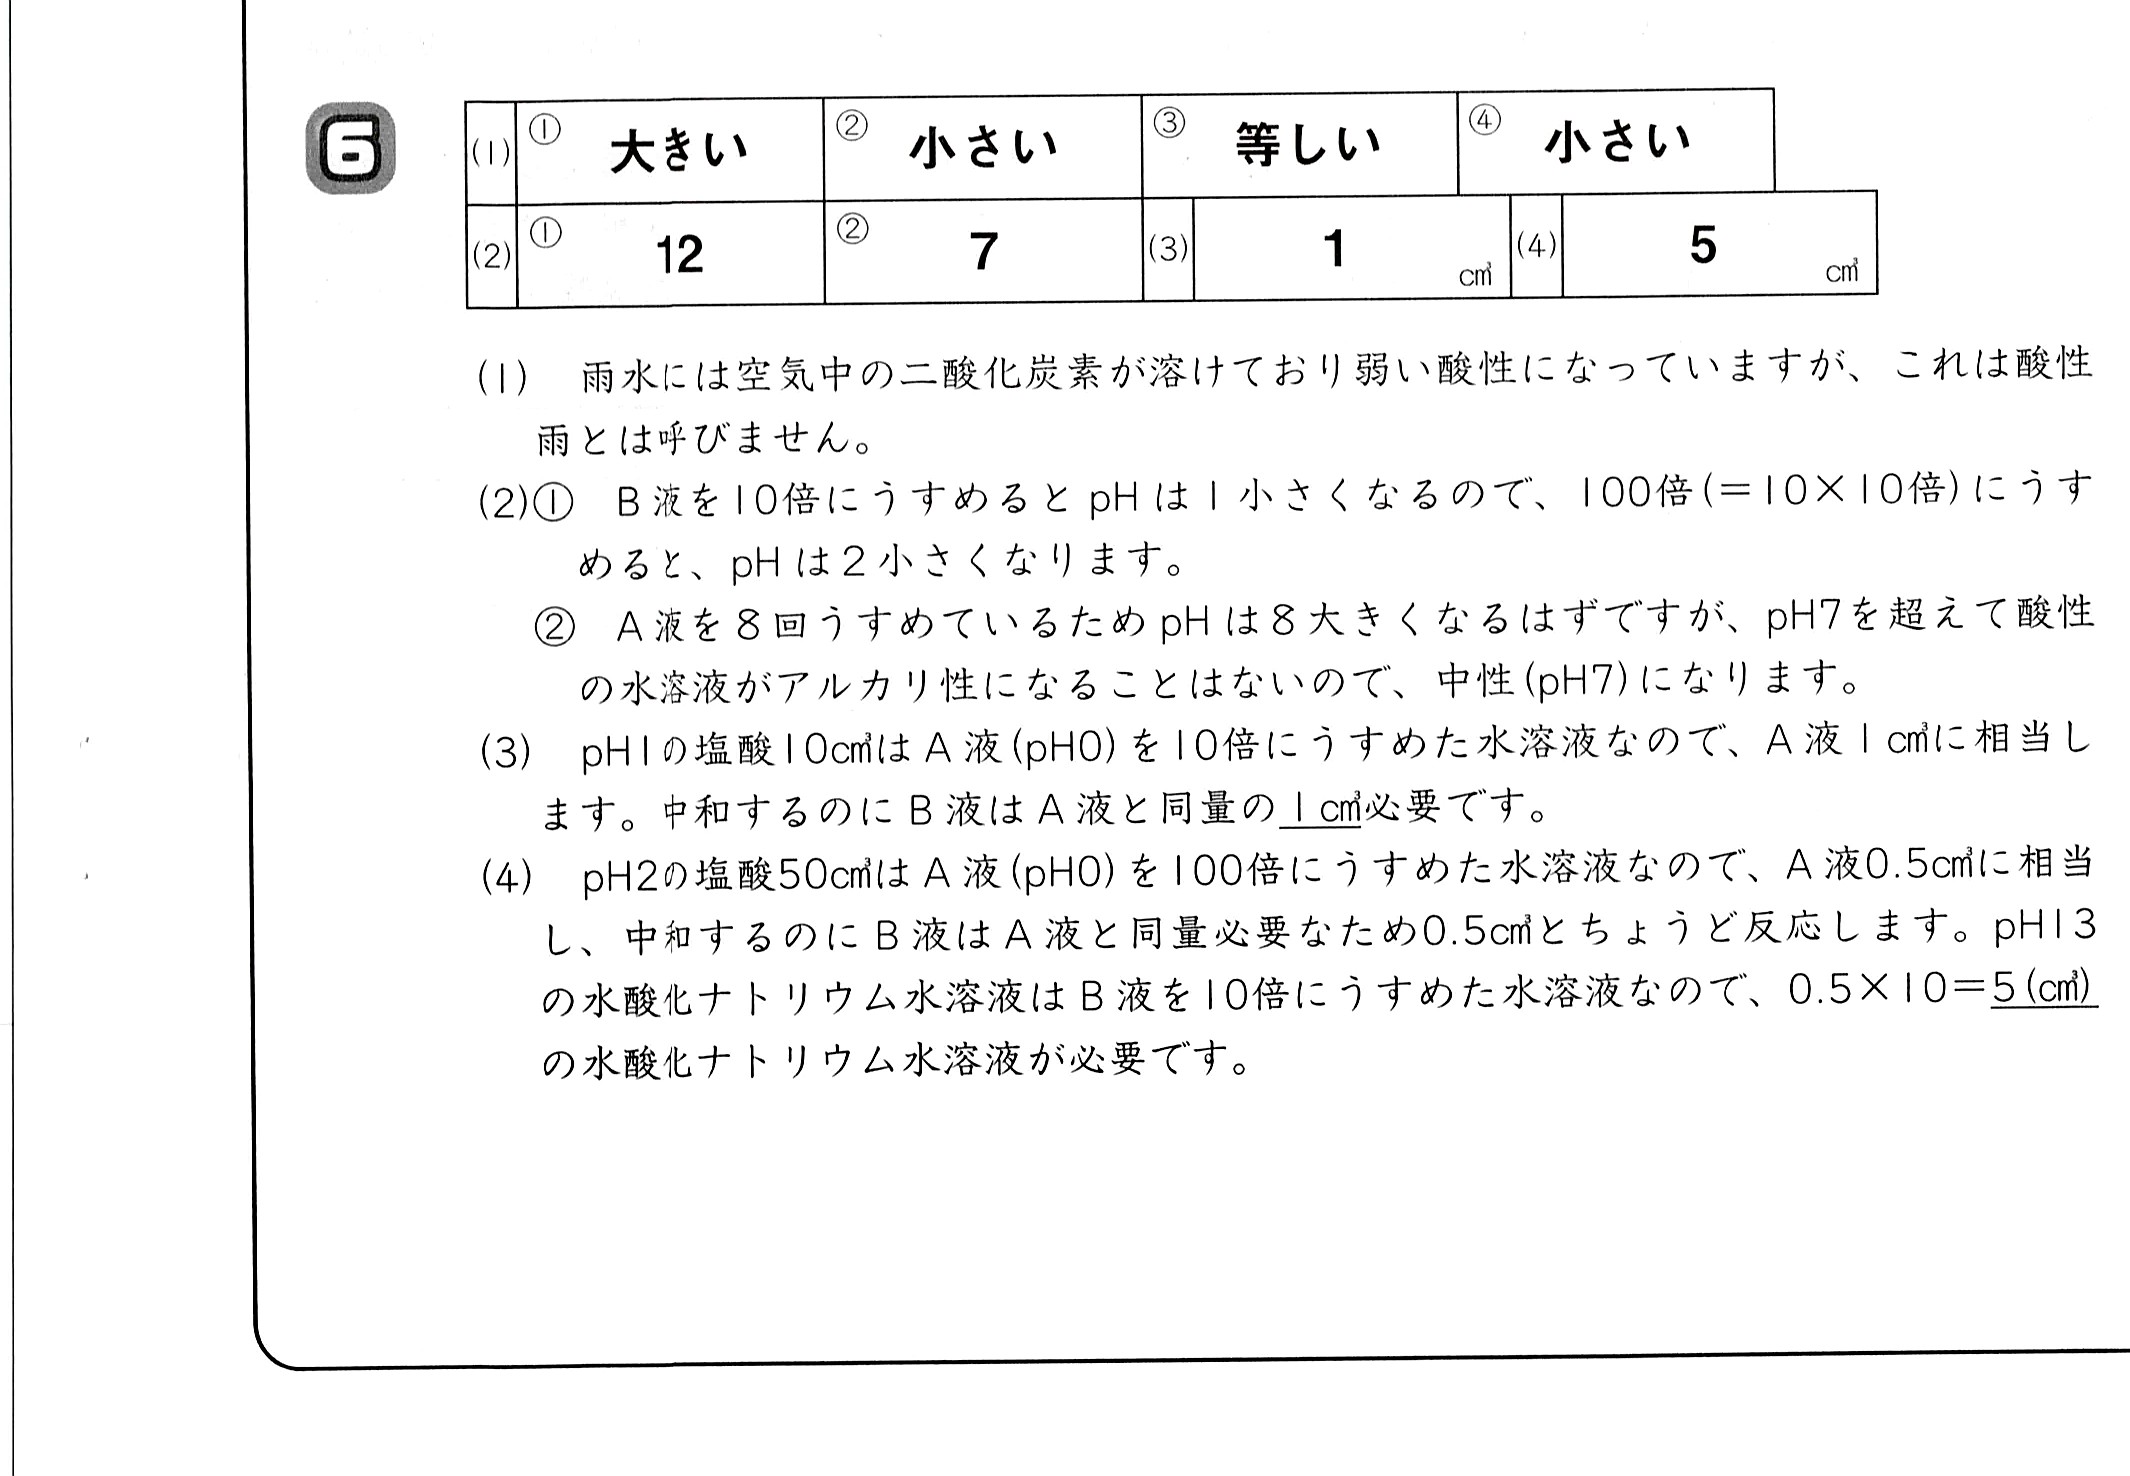 6
(1) ① 大きい ② 小さい ③ 等しい ④ 小さい
(2) ① 12 ② 7 (3) 1 ㎤ (4) 5 ㎤
(1) 雨水には空気中の二酸化炭素が溶けており弱い酸性になっていますが、これは酸性
雨とは呼びません。
(2)① B液を10倍にうすめるとpHは1小さくなるので、100倍(=10×10倍)にうす
めると、pHは2小さくなります。
② A液を8回うすめているためpHは8大きくなるはずですが、pH7を超えて酸性
の水溶液がアルカリ性になることはないので、中性(pH7)になります。
(3) pH1の塩酸10㎤はA液(pH0)を10倍にうすめた水溶液なので、A液1㎤に相当し
ます。中和するのにB液はA液と同量の1㎤必要です。
(4) pH2の塩酸50㎤はA液(pH0)を100倍にうすめた水溶液なので、A液0.5㎤に相当
し、中和するのにB液はA液と同量必要なため0.5㎤とちょうど反応します。pH13
の水酸化ナトリウム水溶液はB液を10倍にうすめた水溶液なので、0.5×10=5(㎤)
の水酸化ナトリウム水溶液が必要です。